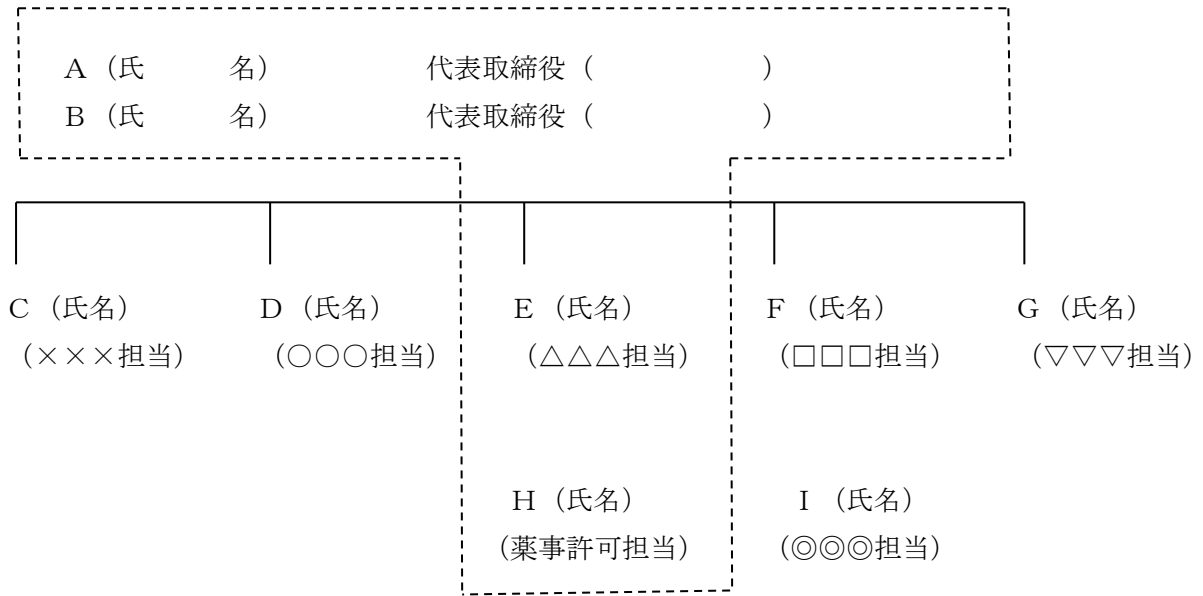 A（氏　　　名）　　　　　代表取締役（　　　　　　）
B（氏　　　名）　　　　　代表取締役（　　　　　　）
C（氏名）　D（氏名）　E（氏名）　F（氏名）　G（氏名）
（×××担当）　（○○○担当）　（△△△担当）　（□□□担当）　（▽▽▽担当）
H（氏名）　I（氏名）
（薬事許可担当）　（◎◎◎担当）